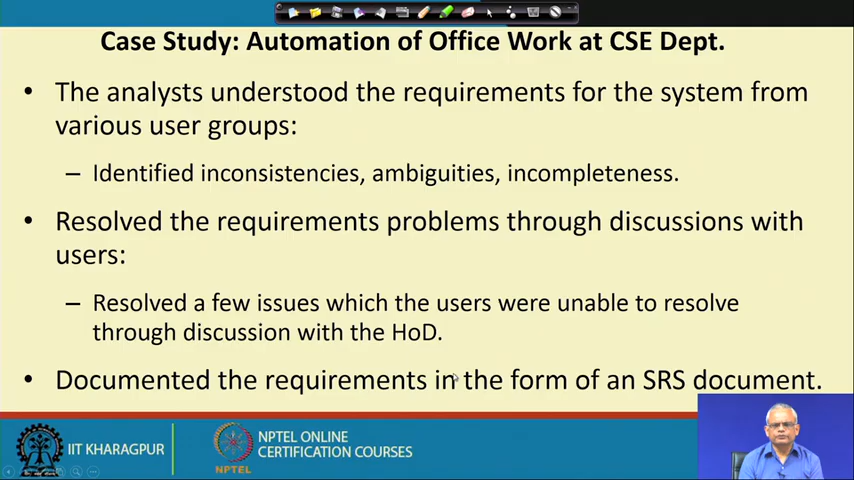 Case Study: Automation of Office Work at CSE Dept.
• The analysts understood the requirements for the system from
various user groups:
– Identified inconsistencies, ambiguities, incompleteness.
• Resolved the requirements problems through discussions with
users:
– Resolved a few issues which the users were unable to resolve
through discussion with the HoD.
• Documented the requirements in the form of an SRS document.
IIT KHARAGPUR
NPTEL
NPTEL ONLINE
CERTIFICATION COURSES